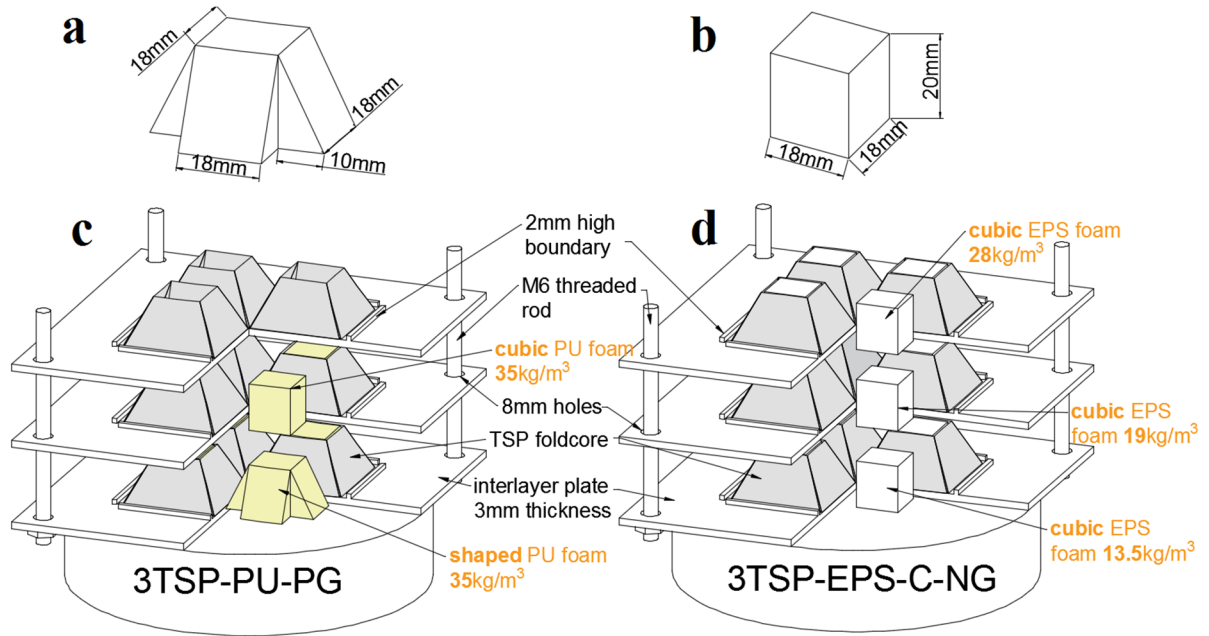 a
18mm
18mm
18mm
10mm
b
20mm
18mm
18mm
c
2mm high
boundary
M6 threaded
rod
cubic PU foam
35kg/m³
8mm holes
TSP foldcore
interlayer plate
3mm thickness
shaped PU foam
35kg/m³
3TSP-PU-PG
d
cubic EPS foam
28kg/m³
cubic EPS
foam 19kg/m³
cubic EPS
foam 13.5kg/m³
3TSP-EPS-C-NG